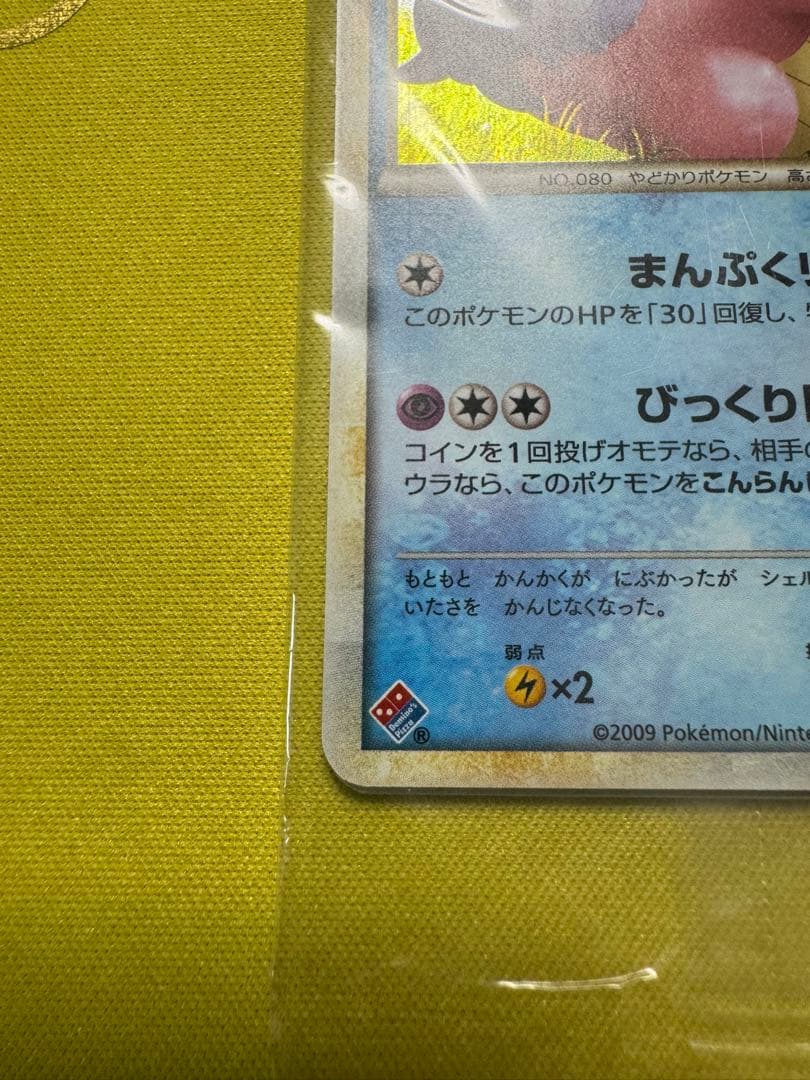 NO.080 やどかりポケモン 高
まんぷく
このポケモンのHPを「30」回復し、
びっくり
コインを1回投げオモテなら、相手
ウラなら、このポケモンをこんらん
もともと かんかくが にぶかったが シェル
いたさを かんじなくなった。
弱点
×2
Domino's
Pizza
®
©2009 Pokémon/Ninte